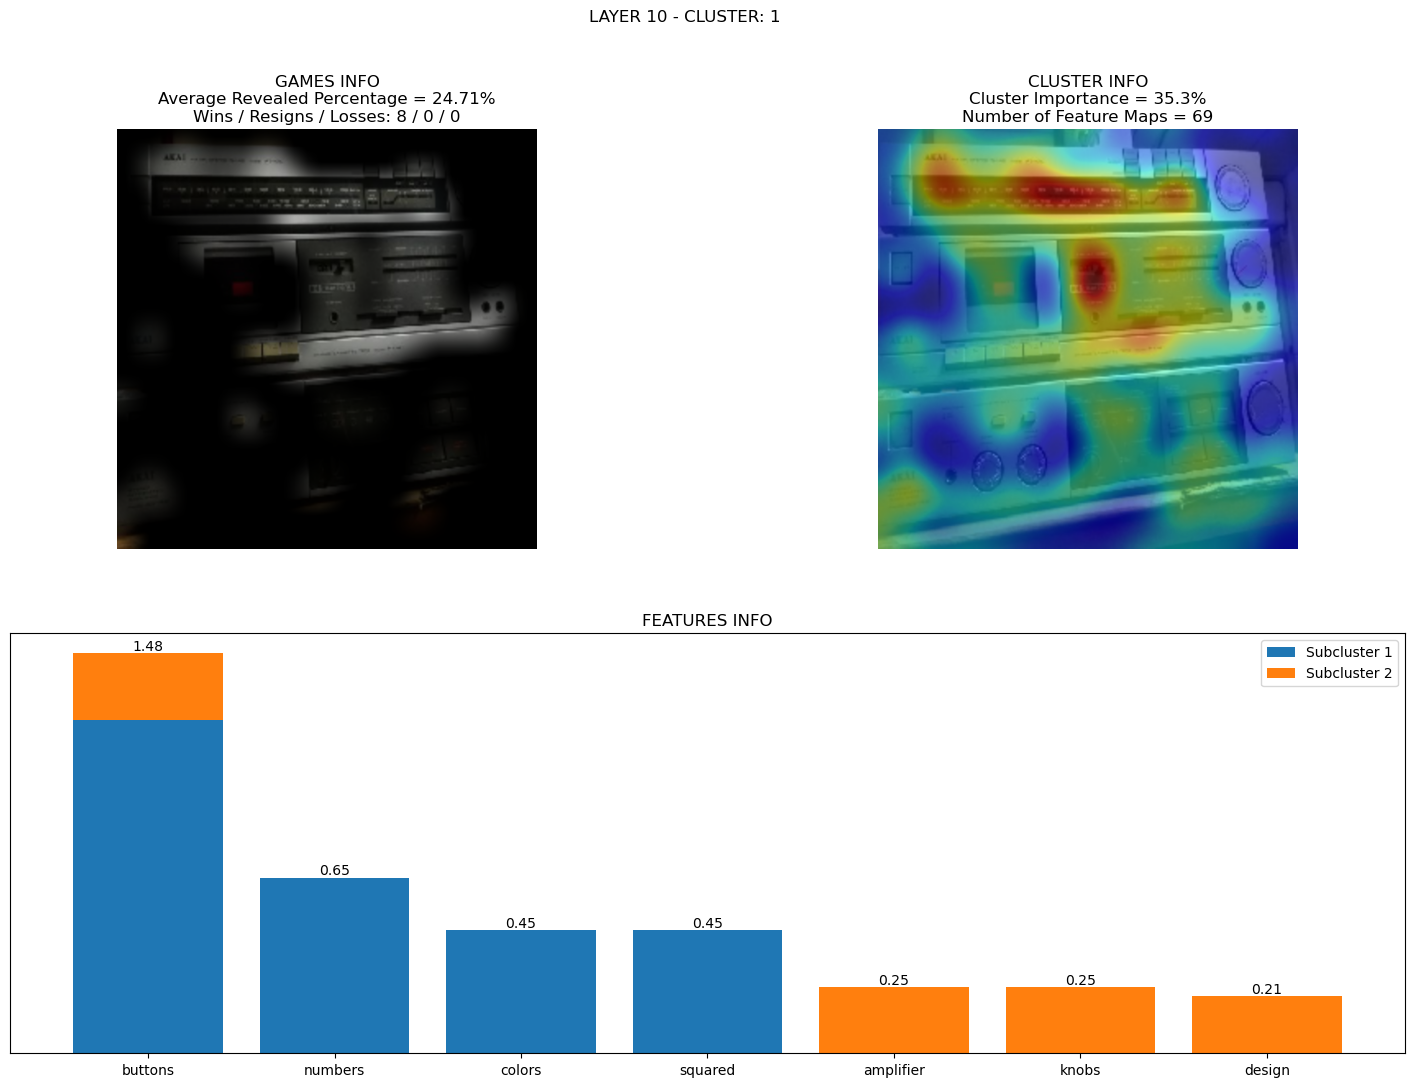 LAYER 10 - CLUSTER: 1
GAMES INFO
Average Revealed Percentage = 24.71%
Wins / Resigns / Losses: 8 / 0 / 0
CLUSTER INFO
Cluster Importance = 35.3%
Number of Feature Maps = 69
AKAI
AKAI
FEATURES INFO
Subcluster 1
Subcluster 2
1.48
0.65
0.45
0.45
0.25
0.25
0.21
buttons
numbers
colors
squared
amplifier
knobs
design